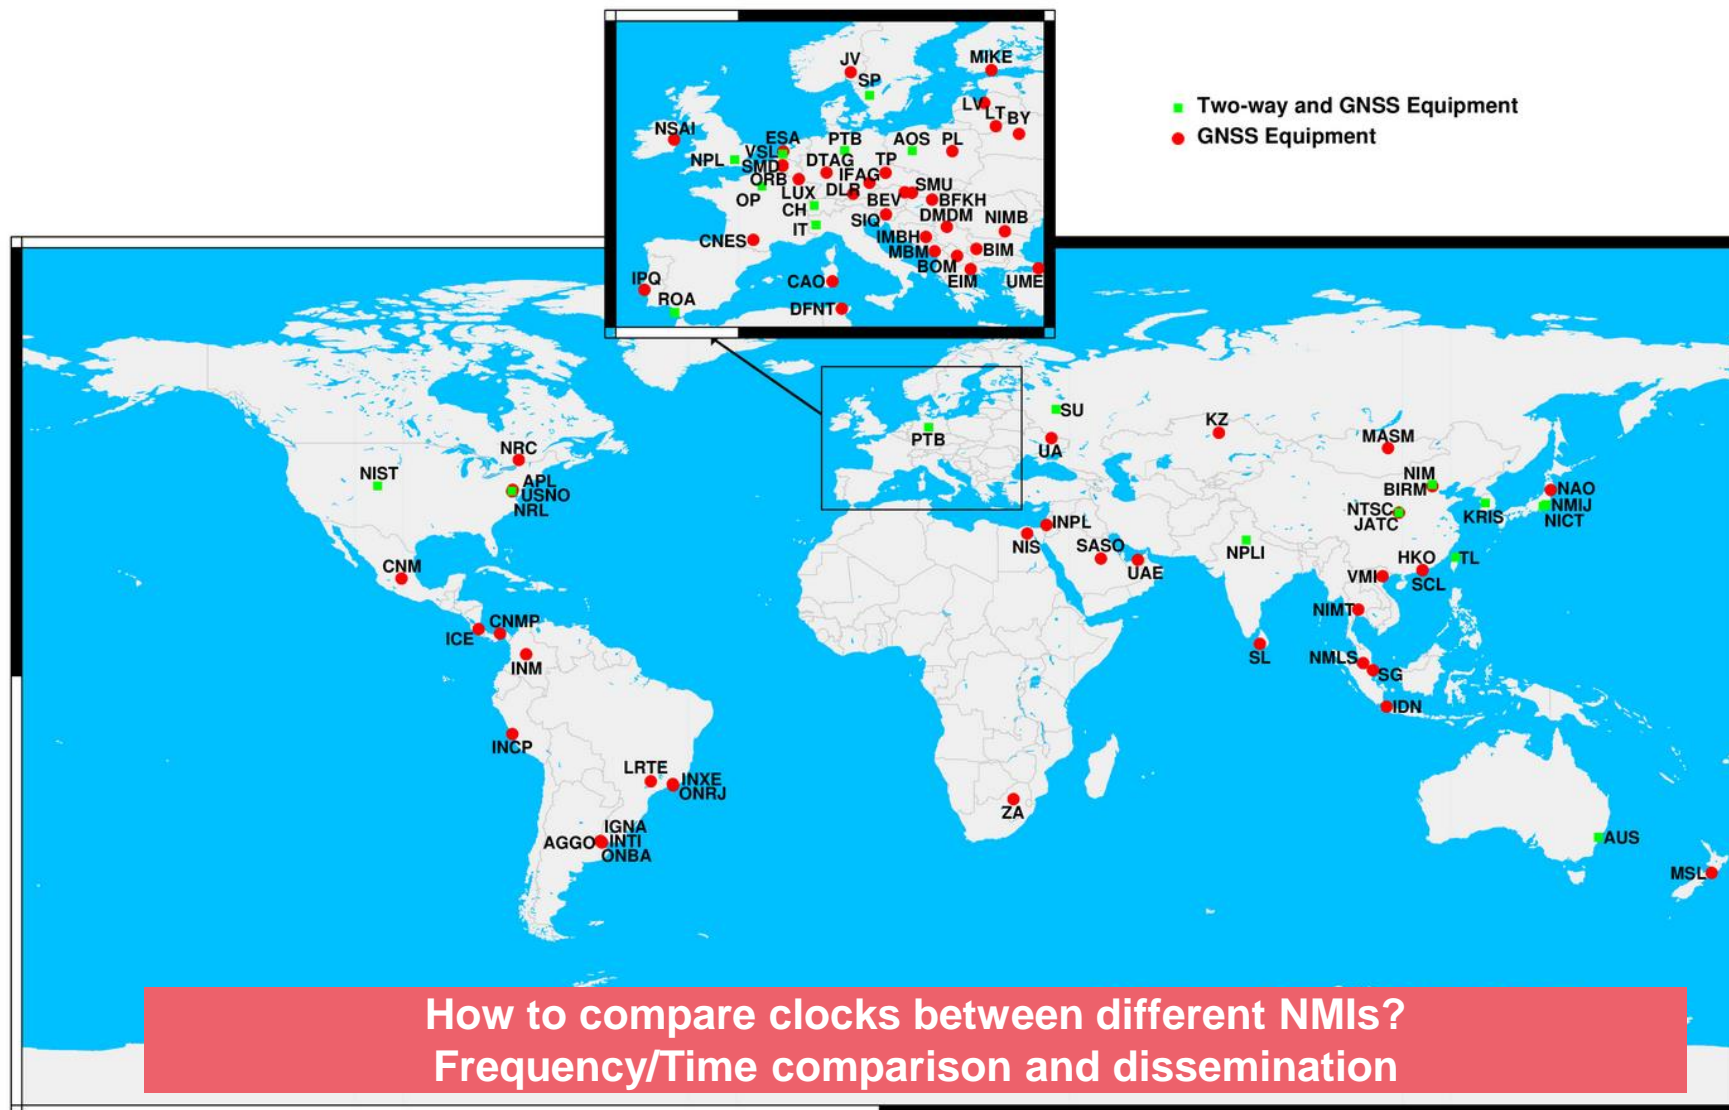 JV
SP
MIKE
LV
LT
BY
NSAI
ESA
VSL
PTB
AOS
PL
NPL
SMD
DTAG
TP
ORB
IFAG
OP
LUX
DLR
SMU
BEV
BFKH
CH
SIQ
DMDM
NIMB
IT
IMBH
CNES
MBM
BIM
BOM
EIM
UME
IPQ
CAO
ROA
DFNT
Two-way and GNSS Equipment
GNSS Equipment
SU
PTB
UA
KZ
MASM
NRC
NIST
APL
USNO
NRL
NIM
BIRM
NAO
NMIJ
NICT
KRIS
NTSC
JATC
INPL
NIS
SASO
UAE
NPLI
HKO
SCL
TL
VMI
CNM
NIMT
CNMP
ICE
INM
SL
NMLS
SG
IDN
INCP
LRTE
INXE
ONRJ
ZA
IGNA
AGGO
INTI
ONBA
AUS
MSL
How to compare clocks between different NMIs?
Frequency/Time comparison and dissemination